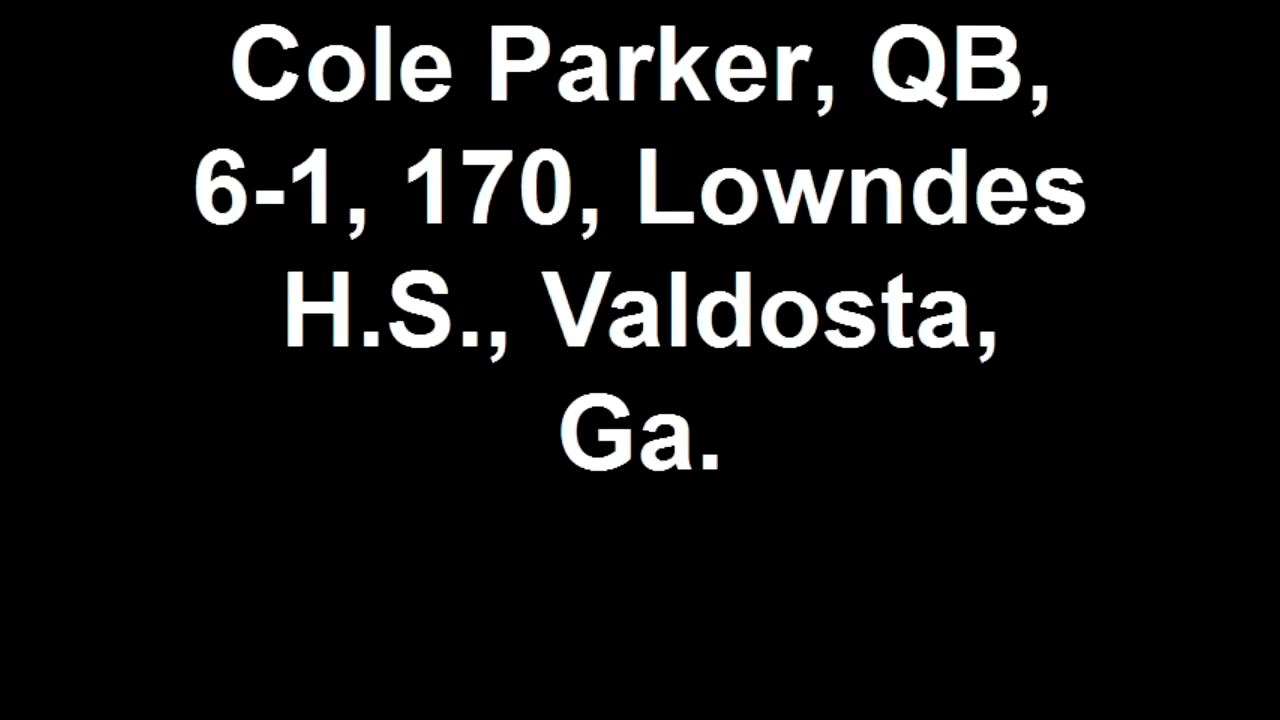 Cole Parker, QB,
6-1, 170, Lowndes
H.S., Valdosta,
Ga.